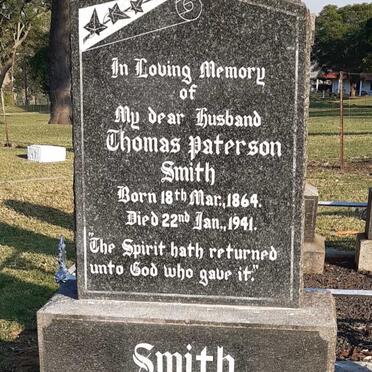 In Loving Memory
of
My dear Husband
Thomas Paterson
Smith
Born 18th Mar., 1864.
Died 22nd Jan., 1941.
"The Spirit hath returned
unto God who gave it."
Smith